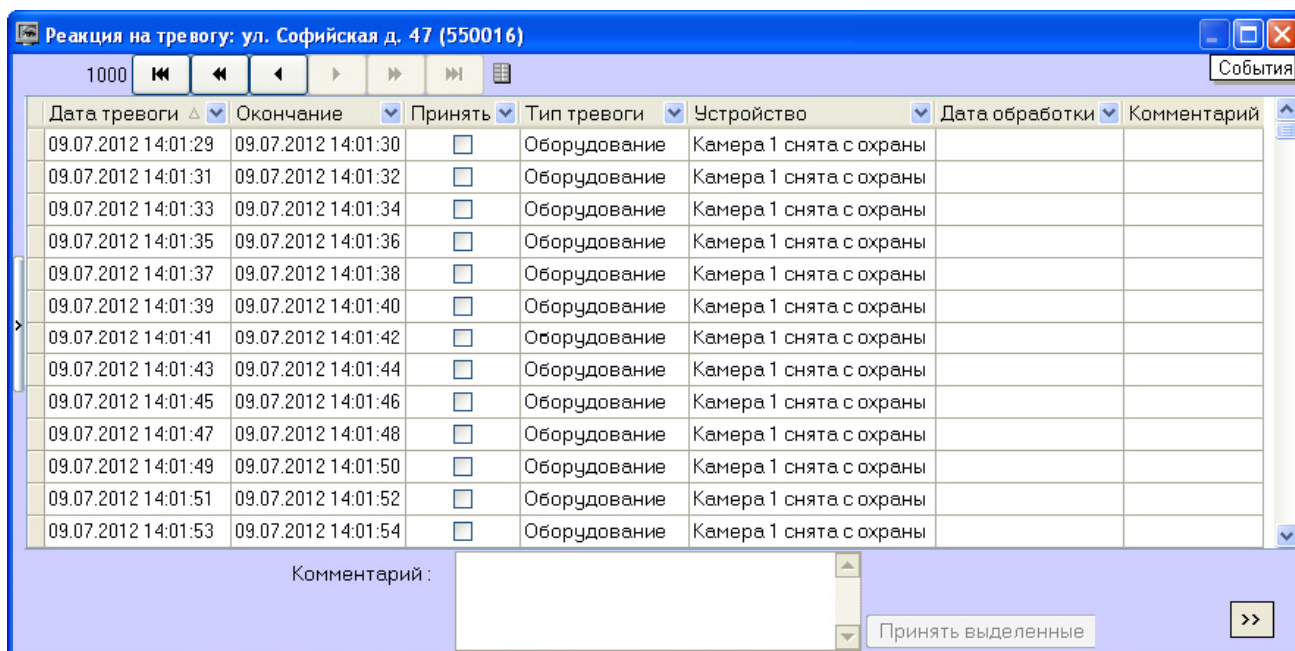 Реакция на тревогу: ул. Софийская д. 47 (550016)
1000
События
Дата тревоги Окончание Принять Тип тревоги Устройство Дата обработки Комментарий
09.07.2012 14:01:29 09.07.2012 14:01:30 Оборудование Камера 1 снята с охраны
09.07.2012 14:01:31 09.07.2012 14:01:32 Оборудование Камера 1 снята с охраны
09.07.2012 14:01:33 09.07.2012 14:01:34 Оборудование Камера 1 снята с охраны
09.07.2012 14:01:35 09.07.2012 14:01:36 Оборудование Камера 1 снята с охраны
09.07.2012 14:01:37 09.07.2012 14:01:38 Оборудование Камера 1 снята с охраны
09.07.2012 14:01:39 09.07.2012 14:01:40 Оборудование Камера 1 снята с охраны
09.07.2012 14:01:41 09.07.2012 14:01:42 Оборудование Камера 1 снята с охраны
09.07.2012 14:01:43 09.07.2012 14:01:44 Оборудование Камера 1 снята с охраны
09.07.2012 14:01:45 09.07.2012 14:01:46 Оборудование Камера 1 снята с охраны
09.07.2012 14:01:47 09.07.2012 14:01:48 Оборудование Камера 1 снята с охраны
09.07.2012 14:01:49 09.07.2012 14:01:50 Оборудование Камера 1 снята с охраны
09.07.2012 14:01:51 09.07.2012 14:01:52 Оборудование Камера 1 снята с охраны
09.07.2012 14:01:53 09.07.2012 14:01:54 Оборудование Камера 1 снята с охраны
Комментарий :
Принять выделенные
>>